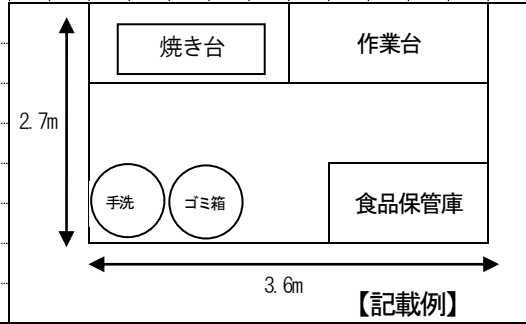 焼き台
作業台
2.7m
手洗
ゴミ箱
食品保管庫
3.6m
【記載例】